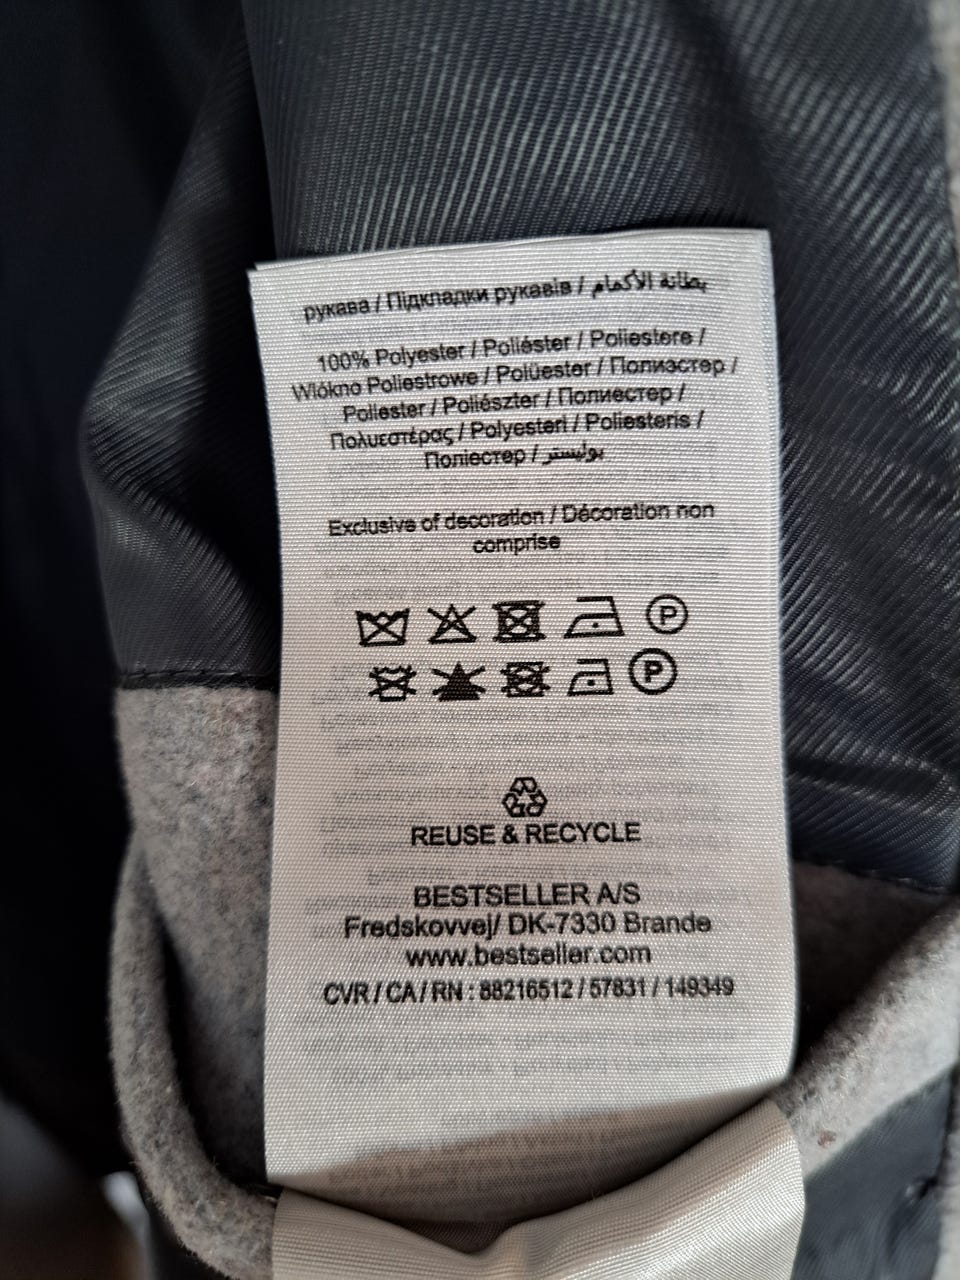 рукава / Підкладки рукавів / بطانة الأكمام
100% Polyester / Poliéster / Poliestere /
Włókno Poliestrowe / Polüester / Полиэстер /
Poliester / Poliészter / Полиестер /
Πολυεστέρας / Polyesteri / Poliesteris /
Поліестер / بوليستر
Exclusive of decoration / Décoration non
comprise
P
P
REUSE & RECYCLE
BESTSELLER A/S
Fredskovvej/ DK-7330 Brande
www.bestseller.com
CVR / CA / RN : 88216512 / 57831 / 149349